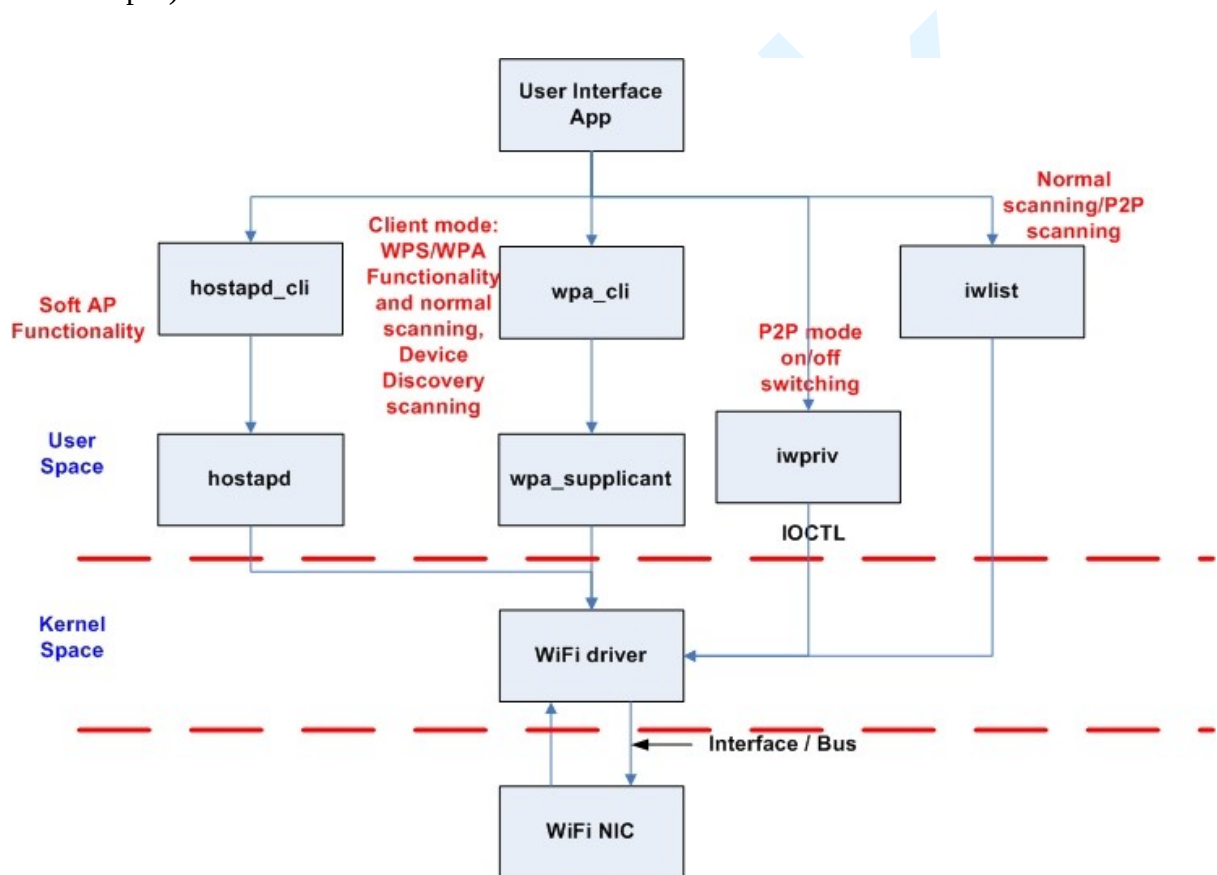 User Interface
App
Normal
scanning/P2P
scanning
Client mode:
WPS/WPA
Functionality
and normal
scanning,
Device
Discovery
scanning
hostapd_cli
wpa_cli
iwlist
Soft AP
Functionality
P2P mode
on/off
switching
User
Space
hostapd
wpa_supplicant
iwpriv
IOCTL
Kernel
Space
WiFi driver
Interface / Bus
WiFi NIC